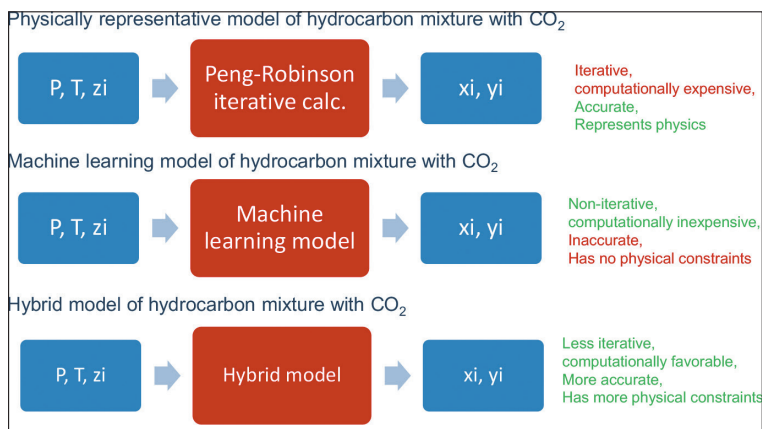 Physically representative model of hydrocarbon mixture with CO₂
P, T, zi
Peng-Robinson
iterative calc.
xi, yi
Iterative,
computationally expensive,
Accurate,
Represents physics
Machine learning model of hydrocarbon mixture with CO₂
P, T, zi
Machine
learning model
xi, yi
Non-iterative,
computationally inexpensive,
Inaccurate,
Has no physical constraints
Hybrid model of hydrocarbon mixture with CO₂
P, T, zi
Hybrid model
xi, yi
Less iterative,
computationally favorable,
More accurate,
Has more physical constraints